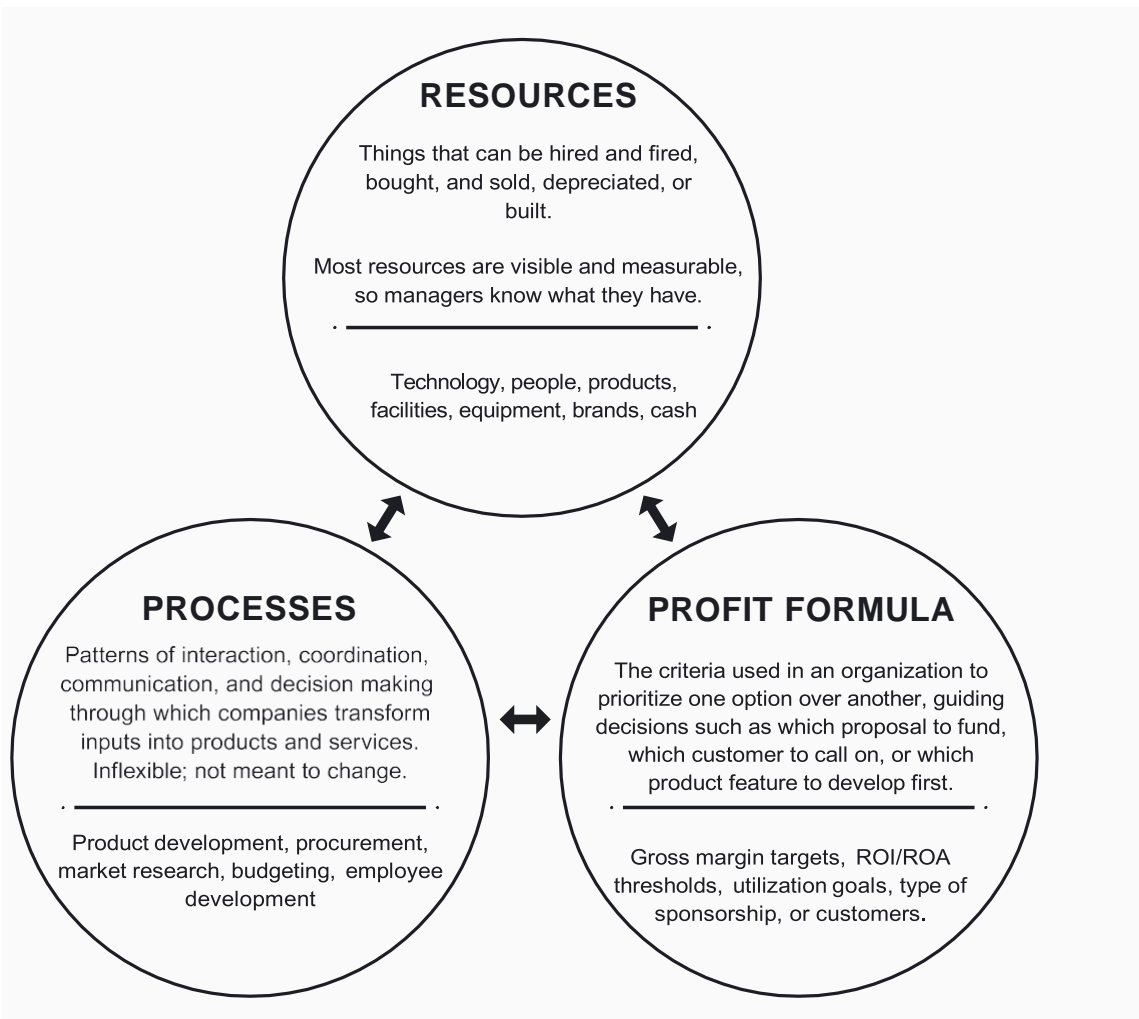 RESOURCES
Things that can be hired and fired,
bought, and sold, depreciated, or
built.
Most resources are visible and measurable,
so managers know what they have.
Technology, people, products,
facilities, equipment, brands, cash
PROCESSES
Patterns of interaction, coordination,
communication, and decision making
through which companies transform
inputs into products and services.
Inflexible; not meant to change.
Product development, procurement,
market research, budgeting, employee
development
PROFIT FORMULA
The criteria used in an organization to
prioritize one option over another, guiding
decisions such as which proposal to fund,
which customer to call on, or which
product feature to develop first.
Gross margin targets, ROI/ROA
thresholds, utilization goals, type of
sponsorship, or customers.